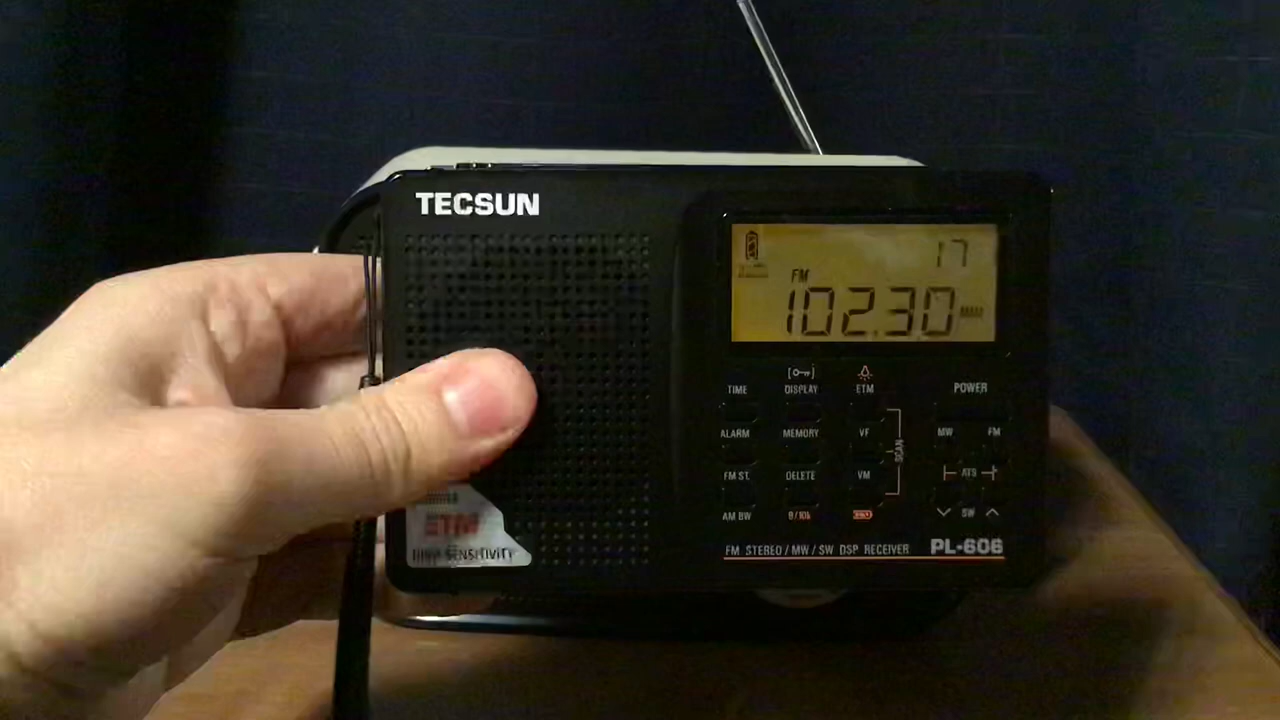 TECSUN
17
FM
102.30 MHz
TIME DISPLAY ETM POWER
ALARM MEMORY VF MW FM
SCAN
FM ST. DELETE VM ATS
AM BW 9/10k SW
ETM
HIGH SENSITIVITY
FM STEREO / MW / SW DSP RECEIVER PL-606